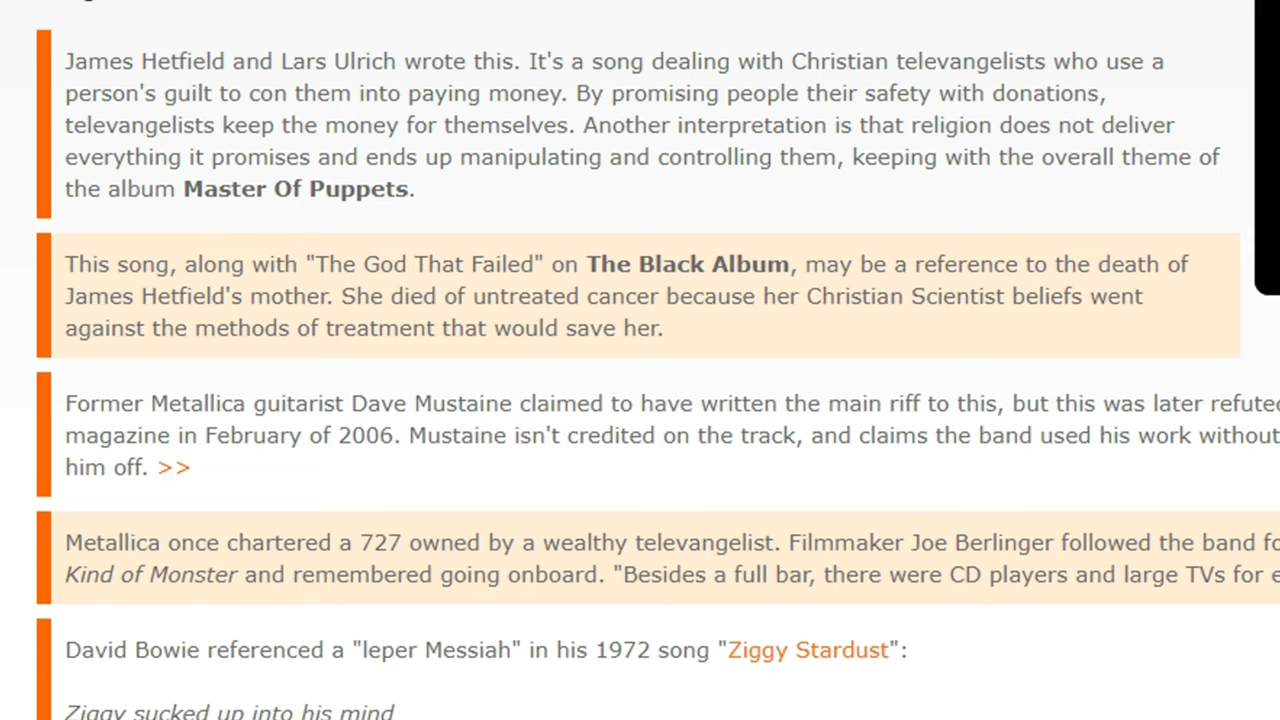 James Hetfield and Lars Ulrich wrote this. It's a song dealing with Christian televangelists who use a
person's guilt to con them into paying money. By promising people their safety with donations,
televangelists keep the money for themselves. Another interpretation is that religion does not deliver
everything it promises and ends up manipulating and controlling them, keeping with the overall theme of
the album Master Of Puppets.
This song, along with "The God That Failed" on The Black Album, may be a reference to the death of
James Hetfield's mother. She died of untreated cancer because her Christian Scientist beliefs went
against the methods of treatment that would save her.
Former Metallica guitarist Dave Mustaine claimed to have written the main riff to this, but this was later
magazine in February of 2006. Mustaine isn't credited on the track, and claims the band used his work without
him off. >>
Metallica once chartered a 727 owned by a wealthy televangelist. Filmmaker Joe Berlinger followed the band
Kind of Monster and remembered going onboard. "Besides a full bar, there were CD players and large TVs for
David Bowie referenced a "leper Messiah" in his 1972 song "Ziggy Stardust":
Ziggy sucked up into his mind